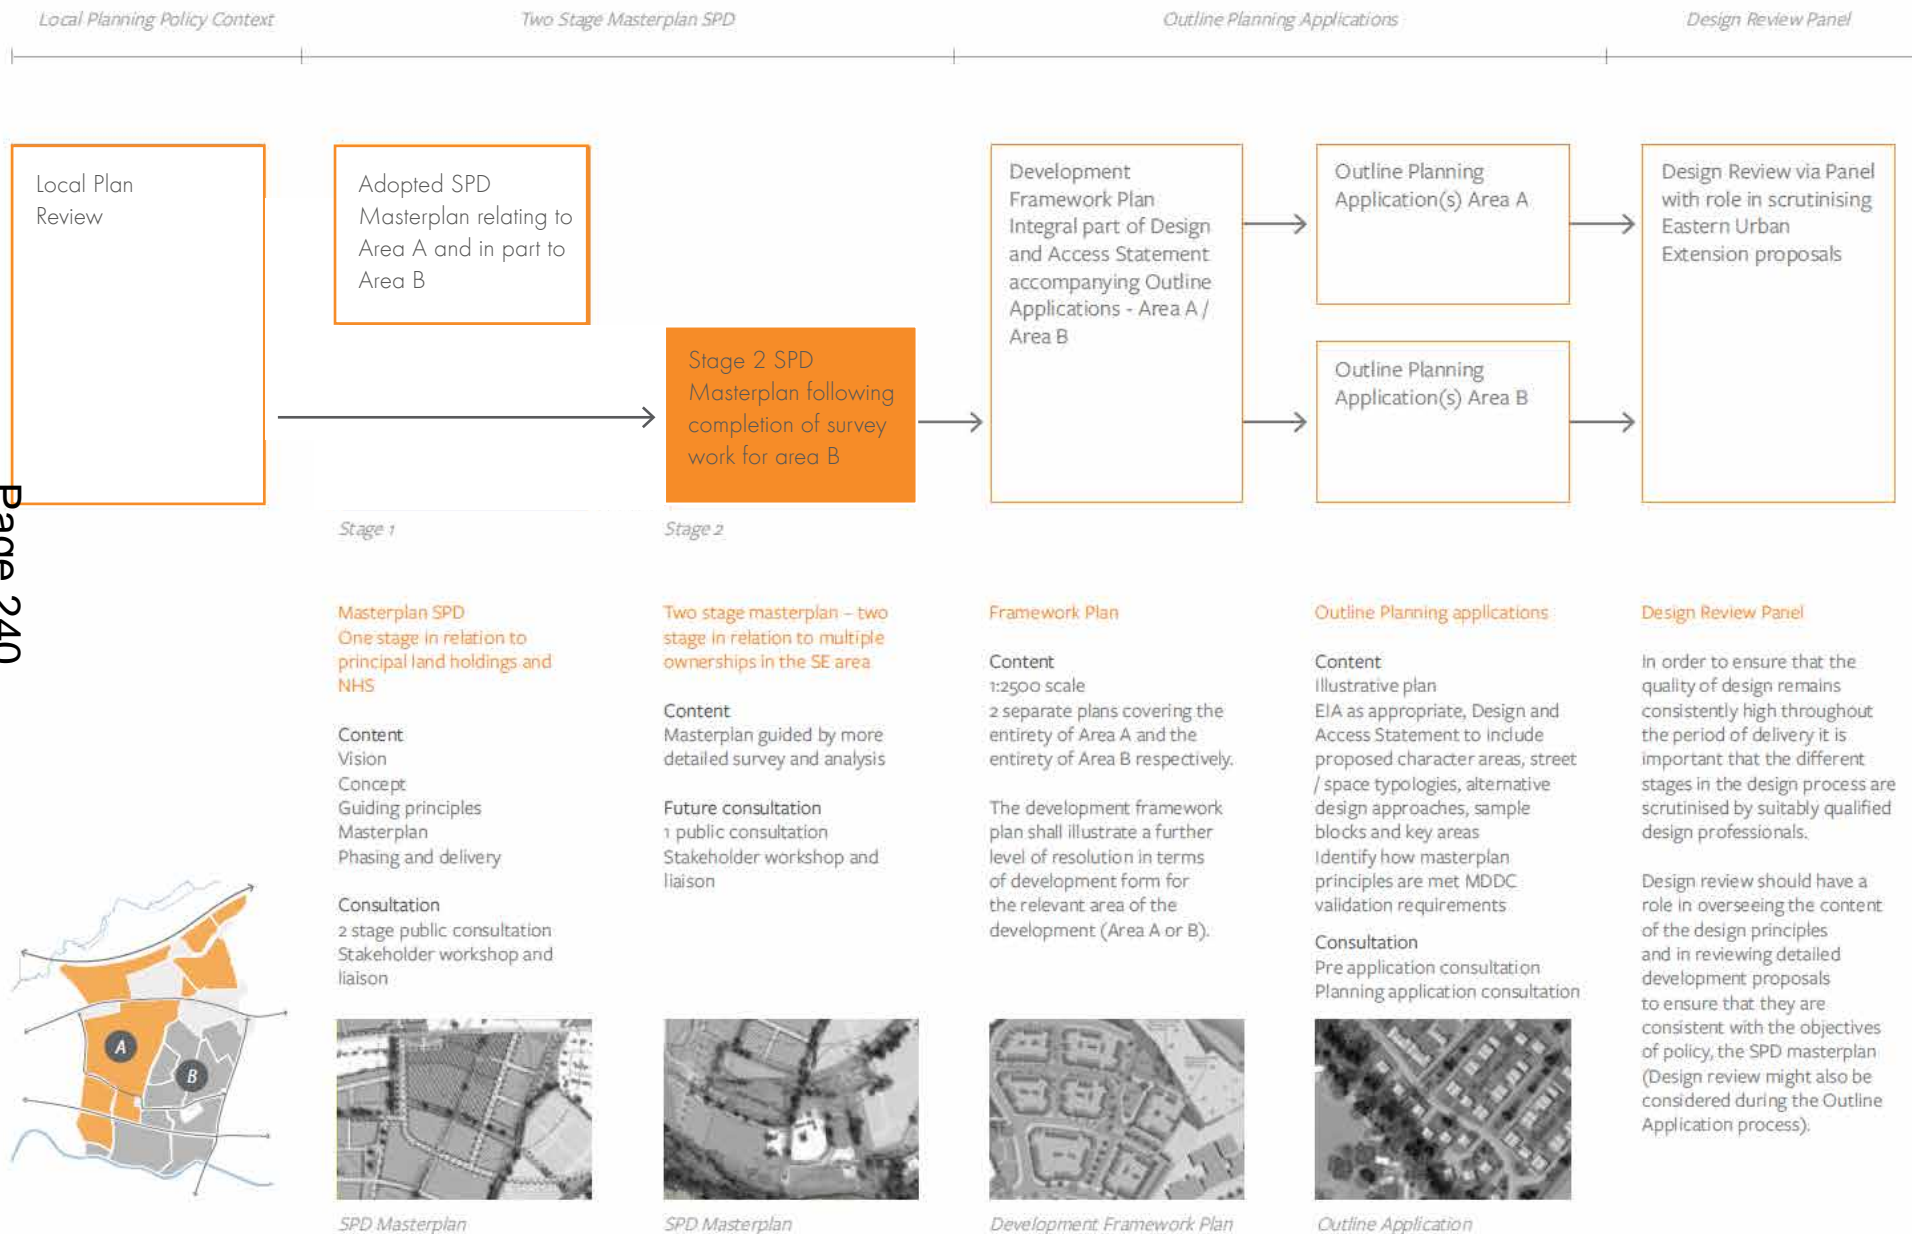 Local Planning Policy Context
Two Stage Masterplan SPD
Outline Planning Applications
Design Review Panel
Local Plan
Review
Adopted SPD
Masterplan relating to
Area A and in part to
Area B
Stage 2 SPD
Masterplan following
completion of survey
work for area B
Development
Framework Plan
Integral part of Design
and Access Statement
accompanying Outline
Applications - Area A /
Area B
Outline Planning
Application(s) Area A
Outline Planning
Application(s) Area B
Design Review via Panel
with role in scrutinising
Eastern Urban
Extension proposals
Page 240
Stage 1
Stage 2
Masterplan SPD
One stage in relation to
principal land holdings and
NHS
Content
Vision
Concept
Guiding principles
Masterplan
Phasing and delivery
Consultation
2 stage public consultation
Stakeholder workshop and
liaison
Two stage masterplan – two
stage in relation to multiple
ownerships in the SE area
Content
Masterplan guided by more
detailed survey and analysis
Future consultation
1 public consultation
Stakeholder workshop and
liaison
Framework Plan
Content
1:2500 scale
2 separate plans covering the
entirety of Area A and the
entirety of Area B respectively.
The development framework
plan shall illustrate a further
level of resolution in terms
of development form for
the relevant area of the
development (Area A or B).
Outline Planning applications
Content
Illustrative plan
EIA as appropriate, Design and
Access Statement to include
proposed character areas, street
/ space typologies, alternative
design approaches, sample
blocks and key areas
Identify how masterplan
principles are met MDDC
validation requirements
Consultation
Pre application consultation
Planning application consultation
Design Review Panel
In order to ensure that the
quality of design remains
consistently high throughout
the period of delivery it is
important that the different
stages in the design process are
scrutinised by suitably qualified
design professionals.
Design review should have a
role in overseeing the content
of the design principles
and in reviewing detailed
development proposals
to ensure that they are
consistent with the objectives
of policy, the SPD masterplan
(Design review might also be
considered during the Outline
Application process).
A
B
SPD Masterplan
SPD Masterplan
Development Framework Plan
Outline Application